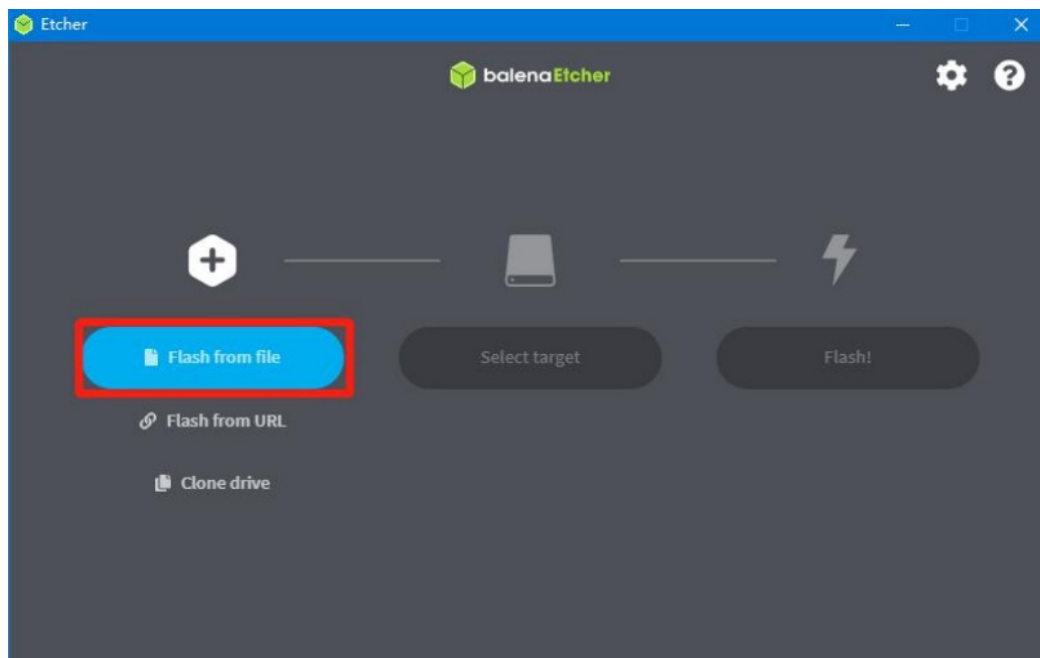 Etcher
balenaEtcher
Flash from file
Select target
Flash!
Flash from URL
Clone drive